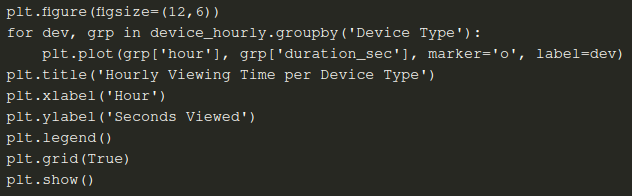 plt.figure(figsize=(12,6))
for dev, grp in device_hourly.groupby('Device Type'):
    plt.plot(grp['hour'], grp['duration_sec'], marker='o', label=dev)
plt.title('Hourly Viewing Time per Device Type')
plt.xlabel('Hour')
plt.ylabel('Seconds Viewed')
plt.legend()
plt.grid(True)
plt.show()